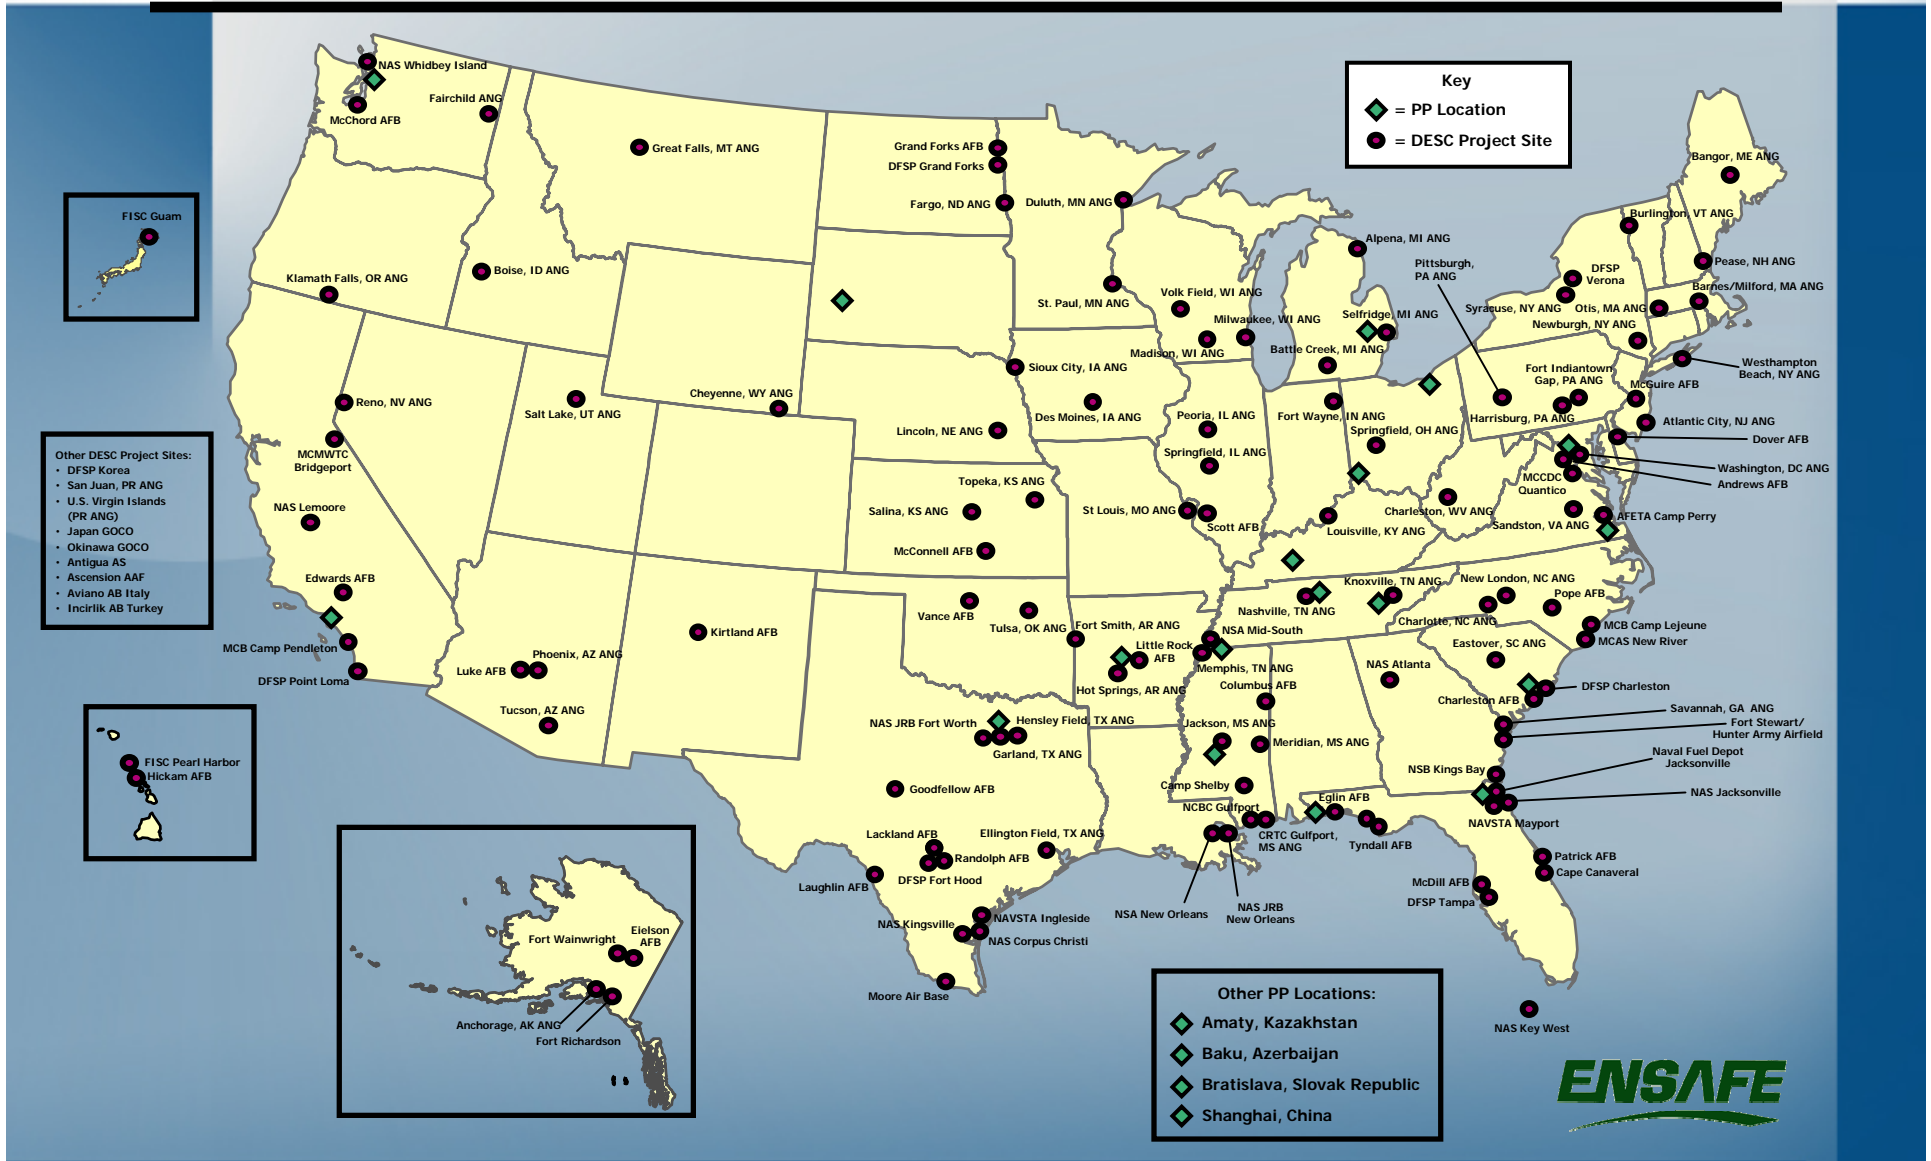 Key
= PP Location
= DESC Project Site
NAS Whidbey Island
Fairchild ANG
McChord AFB
Great Falls, MT ANG
Grand Forks AFB
DFSP Grand Forks
Fargo, ND ANG
Duluth, MN ANG
Bangor, ME ANG
Burlington, VT ANG
Alpena, MI ANG
Pittsburgh,
PA ANG
DFSP
Verona
Pease, NH ANG
Barnes/Milford, MA ANG
Syracuse, NY ANG
Otis, MA ANG
Newburgh, NY ANG
FISC Guam
Klamath Falls, OR ANG
Boise, ID ANG
St. Paul, MN ANG
Volk Field, WI ANG
Milwaukee, WI ANG
Madison, WI ANG
Selfridge, MI ANG
Battle Creek, MI ANG
Westhampton
Beach, NY ANG
Fort Indiantown
Gap, PA ANG
McGuire AFB
Harrisburg, PA ANG
Atlantic City, NJ ANG
Dover AFB
Washington, DC ANG
Andrews AFB
Sioux City, IA ANG
Cheyenne, WY ANG
Reno, NV ANG
Salt Lake, UT ANG
Des Moines, IA ANG
Lincoln, NE ANG
Peoria, IL ANG
Fort Wayne, IN ANG
Springfield, OH ANG
Springfield, IL ANG
MCMWTC
Bridgeport
Other DESC Project Sites:
• DFSP Korea
• San Juan, PR ANG
• U.S. Virgin Islands
(PR ANG)
• Japan GOCO
• Okinawa GOCO
• Antigua AS
• Ascension AAF
• Aviano AB Italy
• Incirlik AB Turkey
NAS Lemoore
Topeka, KS ANG
Salina, KS ANG
McConnell AFB
St Louis, MO ANG
Scott AFB
Louisville, KY ANG
Charleston, WV ANG
MCCDC
Quantico
Sandston, VA ANG
AFETA Camp Perry
Edwards AFB
MCB Camp Pendleton
DFSP Point Loma
Kirtland AFB
Luke AFB
Phoenix, AZ ANG
Tucson, AZ ANG
Vance AFB
Tulsa, OK ANG
Fort Smith, AR ANG
Little Rock
AFB
Hot Springs, AR ANG
NSA Mid-South
Memphis, TN ANG
Nashville, TN ANG
Knoxville, TN ANG
New London, NC ANG
Pope AFB
Charlotte, NC ANG
MCB Camp Lejeune
MCAS New River
Eastover, SC ANG
NAS Atlanta
Columbus AFB
Charleston AFB
DFSP Charleston
Savannah, GA ANG
Fort Stewart/
Hunter Army Airfield
Naval Fuel Depot
Jacksonville
NSB Kings Bay
NAS Jacksonville
NAVSTA Mayport
NAS JRB Fort Worth
Hensley Field, TX ANG
Garland, TX ANG
Jackson, MS ANG
Meridian, MS ANG
Camp Shelby
NCBC Gulfport
CRTC Gulfport,
MS ANG
Eglin AFB
Tyndall AFB
Goodfellow AFB
Lackland AFB
Ellington Field, TX ANG
Randolph AFB
DFSP Fort Hood
Laughlin AFB
NAS Kingsville
NAVSTA Ingleside
NAS Corpus Christi
Moore Air Base
NSA New Orleans
NAS JRB
New Orleans
Patrick AFB
Cape Canaveral
McDill AFB
DFSP Tampa
NAS Key West
FISC Pearl Harbor
Hickam AFB
Fort Wainwright
Eielson
AFB
Anchorage, AK ANG
Fort Richardson
Other PP Locations:
Amaty, Kazakhstan
Baku, Azerbaijan
Bratislava, Slovak Republic
Shanghai, China
ENSAFE